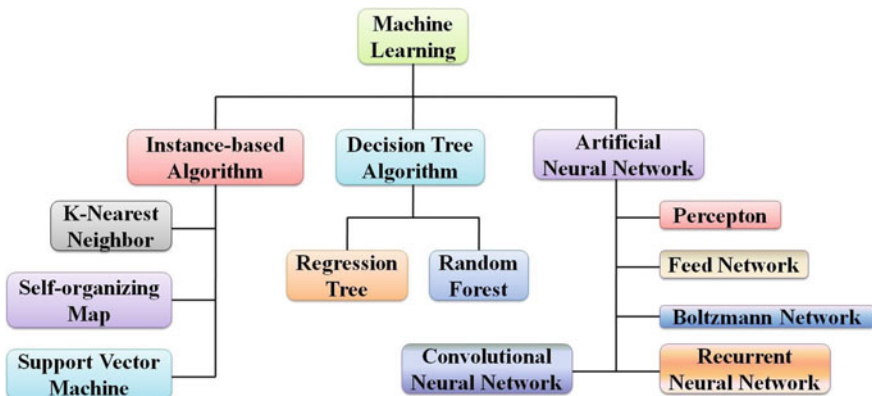 Machine
Learning
Instance-based
Algorithm
Decision Tree
Algorithm
Artificial
Neural Network
K-Nearest
Neighbor
Self-organizing
Map
Support Vector
Machine
Regression
Tree
Random
Forest
Percepton
Feed Network
Boltzmann Network
Convolutional
Neural Network
Recurrent
Neural Network